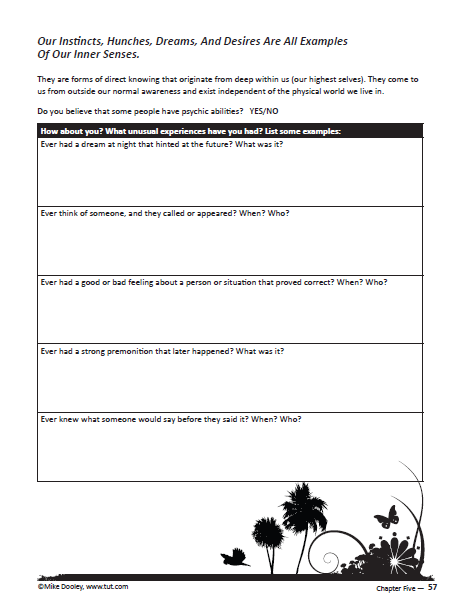 Our Instincts, Hunches, Dreams, And Desires Are All Examples
Of Our Inner Senses.
They are forms of direct knowing that originate from deep within us (our highest selves). They come to
us from outside our normal awareness and exist independent of the physical world we live in.
Do you believe that some people have psychic abilities? YES/NO
How about you? What unusual experiences have you had? List some examples:
Ever had a dream at night that hinted at the future? What was it?
Ever think of someone, and they called or appeared? When? Who?
Ever had a good or bad feeling about a person or situation that proved correct? When? Who?
Ever had a strong premonition that later happened? What was it?
Ever knew what someone would say before they said it? When? Who?
©Mike Dooley, www.tut.com
Chapter Five — 57